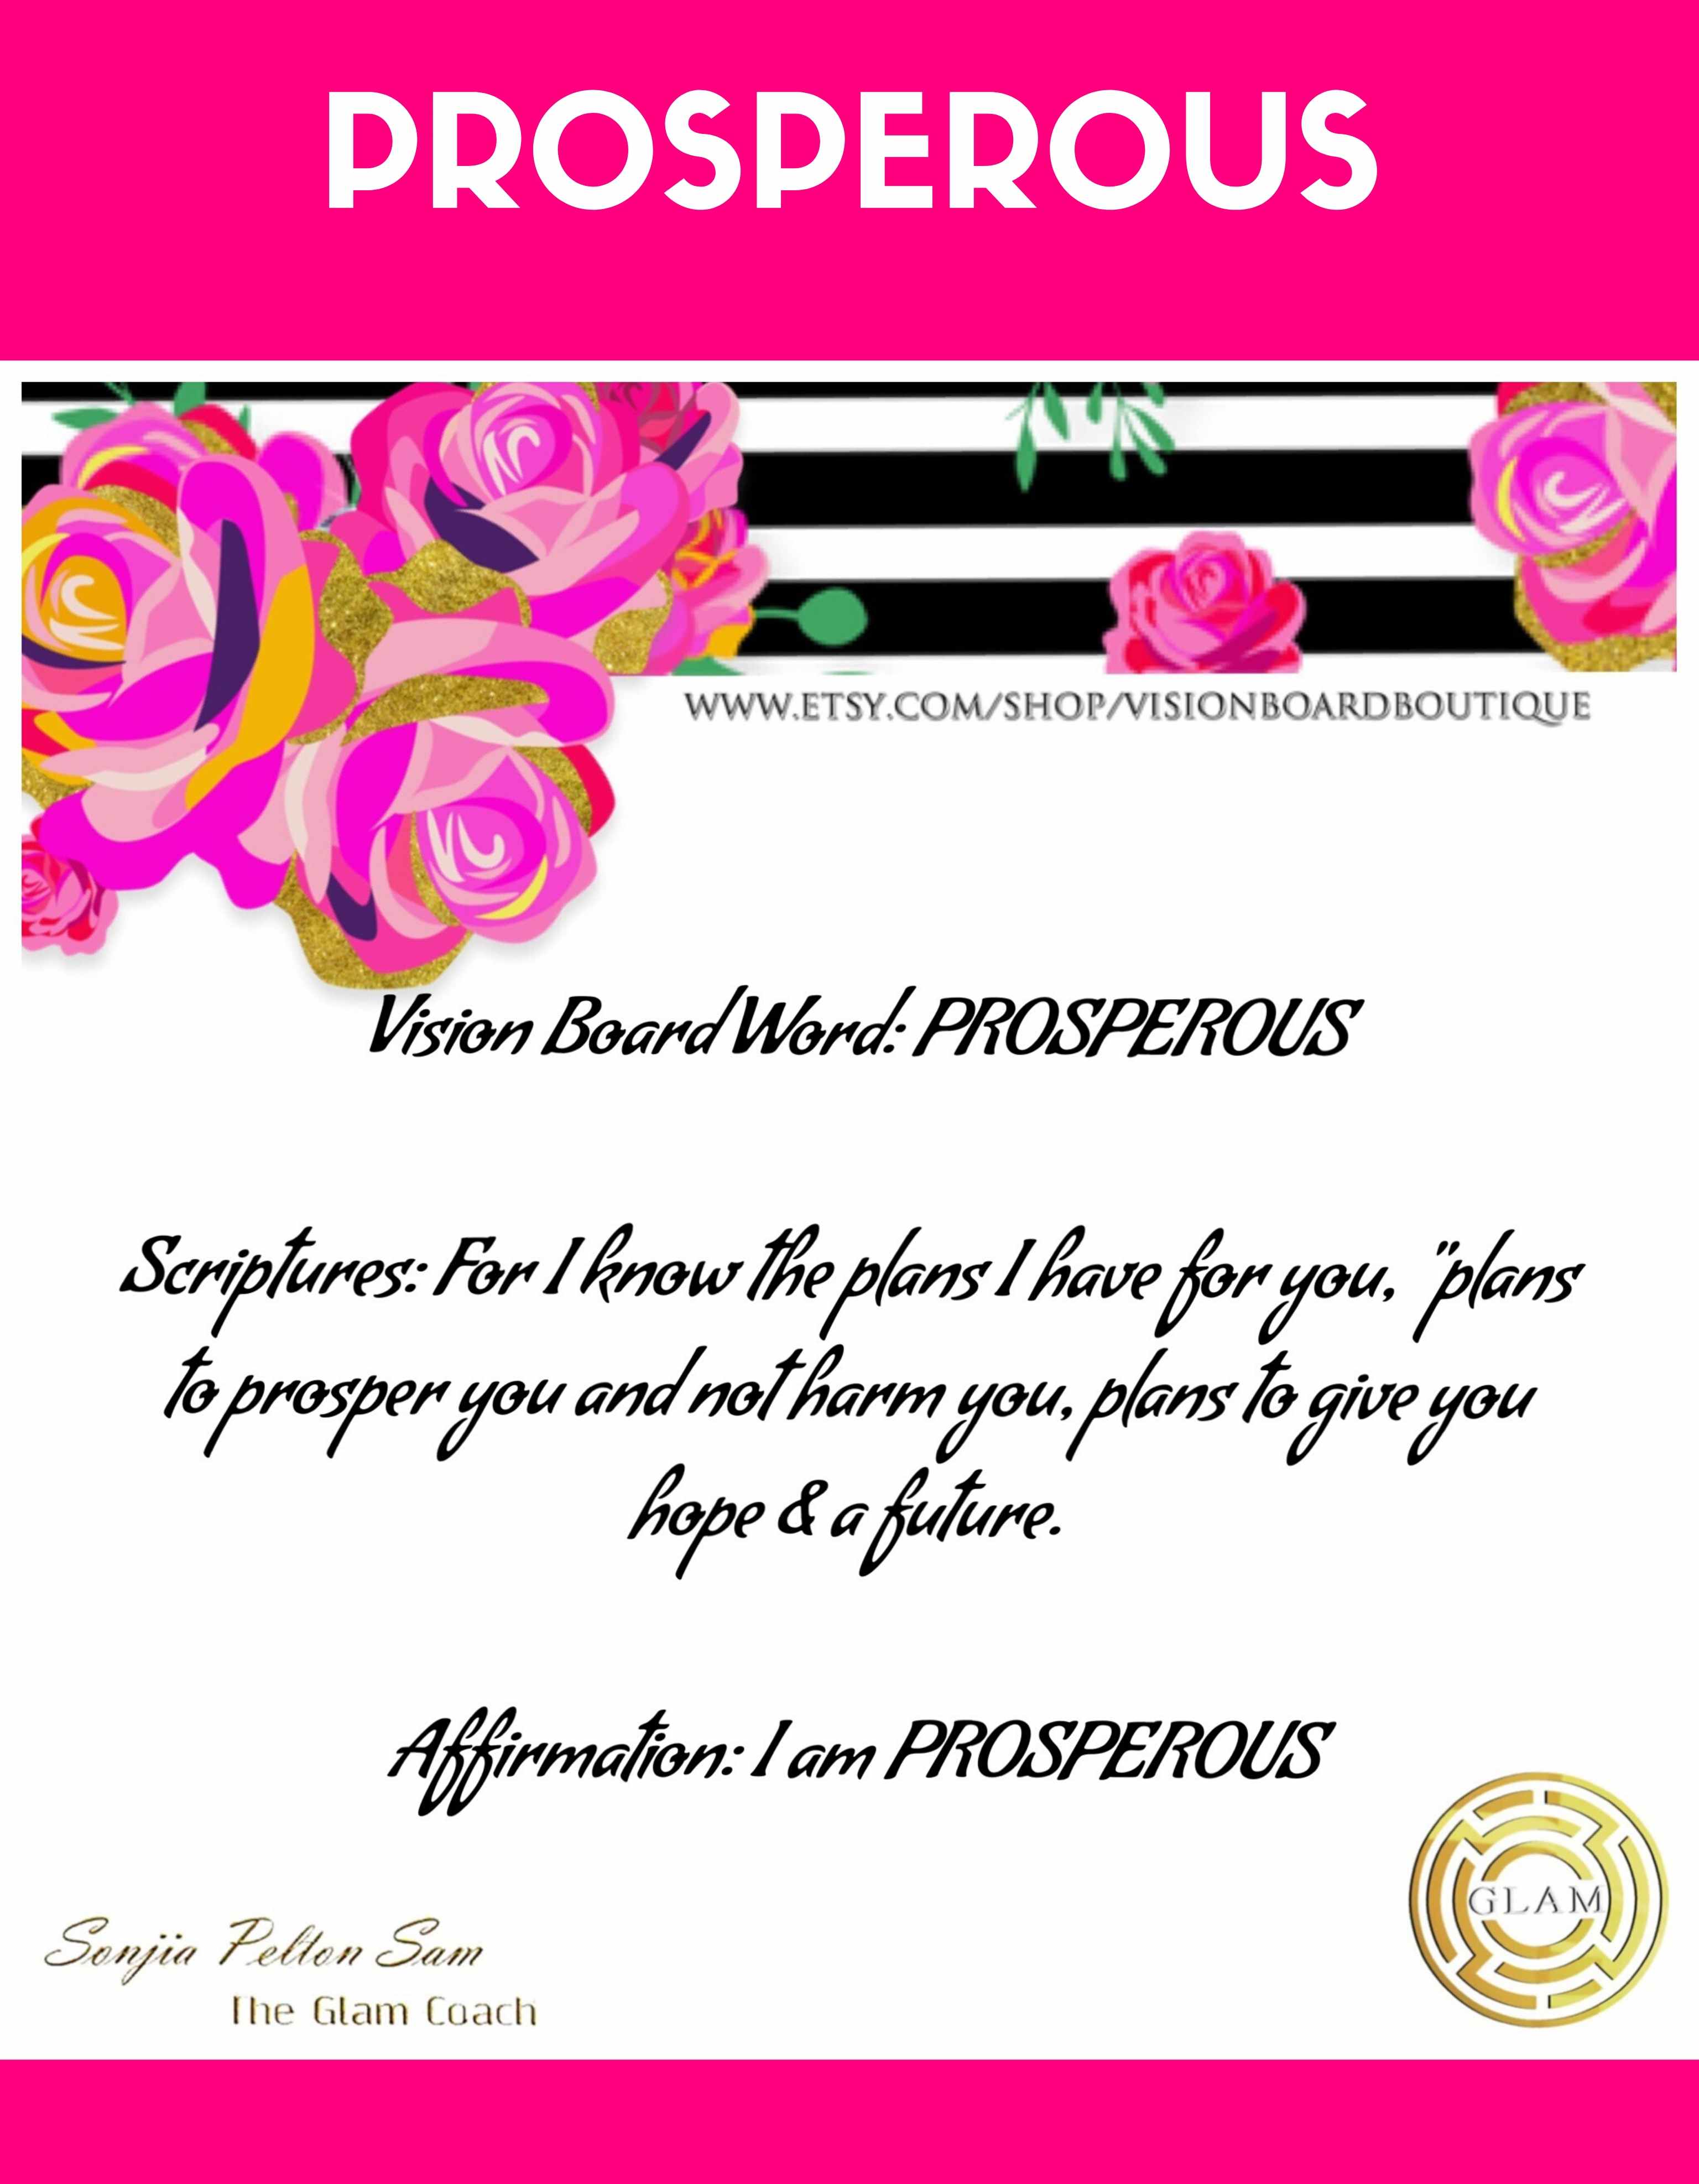 PROSPEROUS
WWW.ETSY.COM/SHOP/VISIONBOARDBOUTIQUE
Vision Board Word: PROSPEROUS
Scriptures: For I know the plans I have for you, "plans
to prosper you and not harm you, plans to give you
hope & a future.
Affirmation: I am PROSPEROUS
GLAM
Sonjia Pelton Sam
The Glam Coach